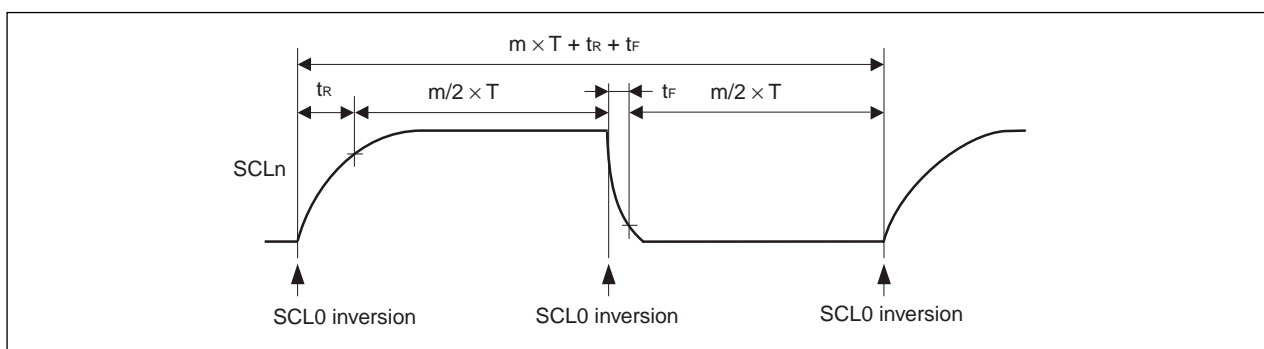 m × T + tR + tF
tR
m/2 × T
tF
m/2 × T
SCLn
SCL0 inversion
SCL0 inversion
SCL0 inversion